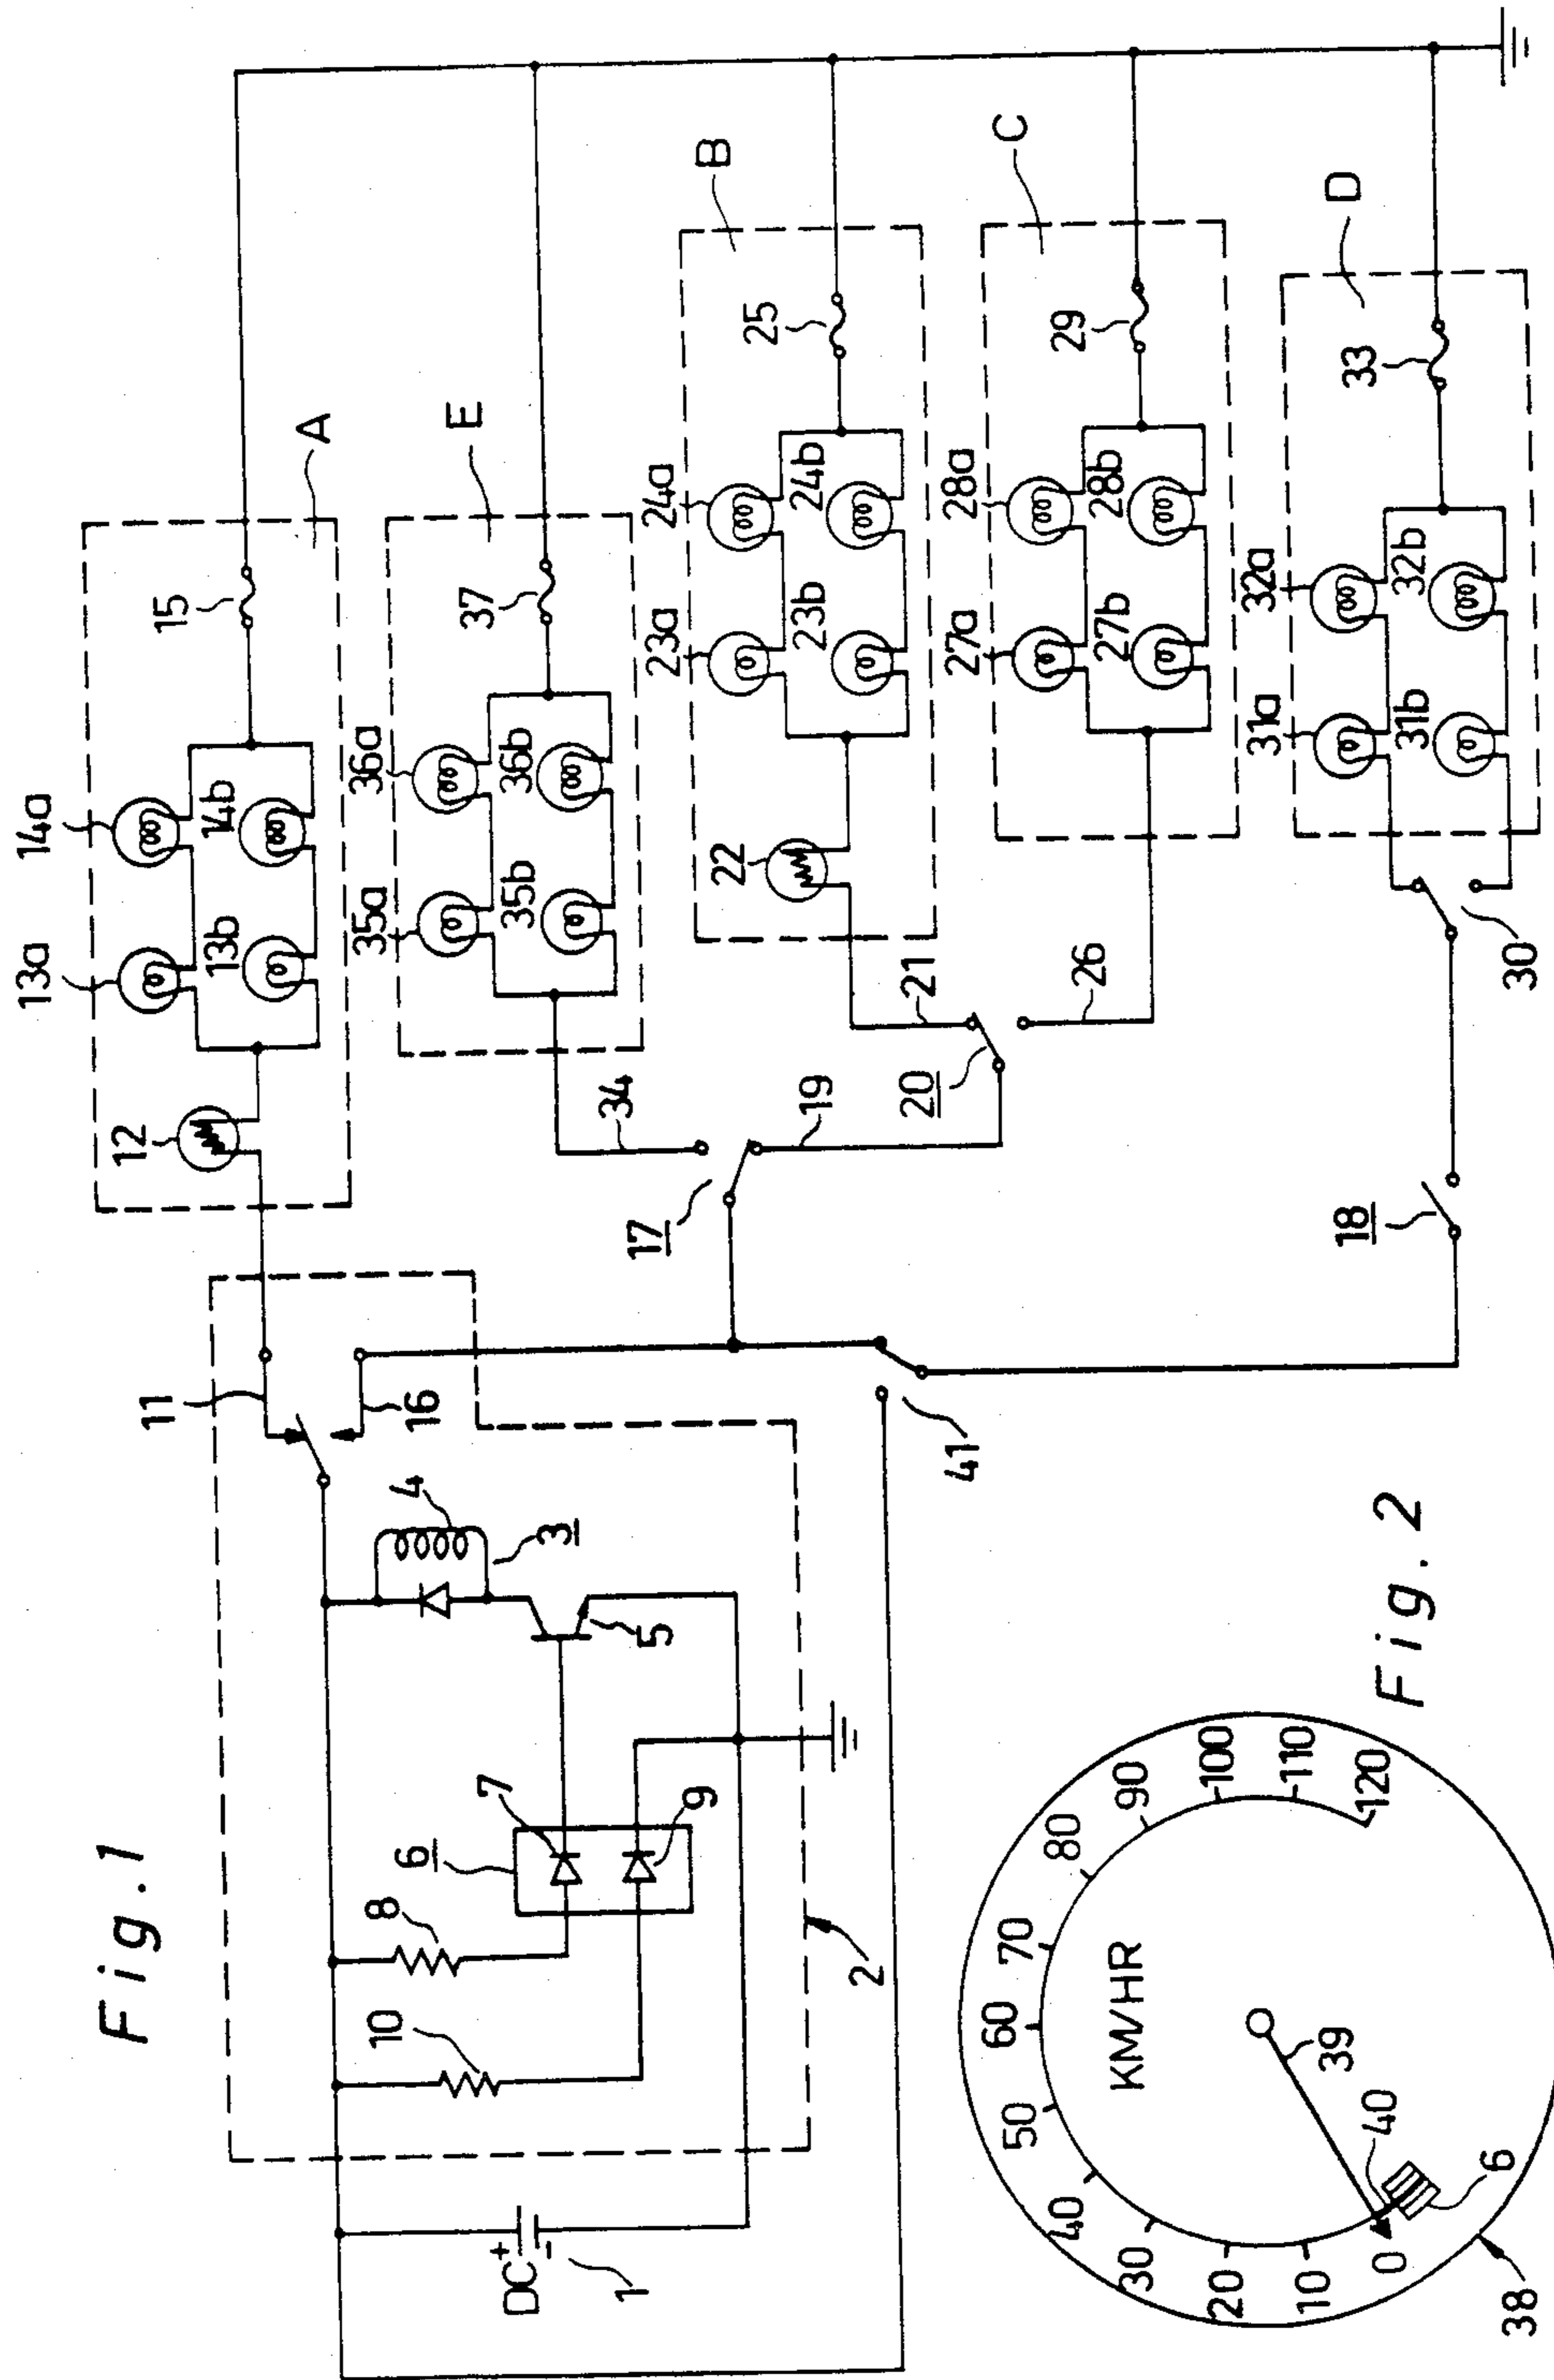 Fig.1
DC
+
-
1
2
3
4
5
6
7
8
9
10
11
16
12
13a
14a
13b
14b
15
A
35a
36a
35b
36b
37
E
34
17
19
20
21
22
23a
24a
23b
24b
25
B
26
27a
28a
27b
28b
29
C
18
30
31a
32a
31b
32b
33
D
41
Fig. 2
KM/HR
0
10
20
30
40
50
60
70
80
90
100
110
120
39
40
6
38